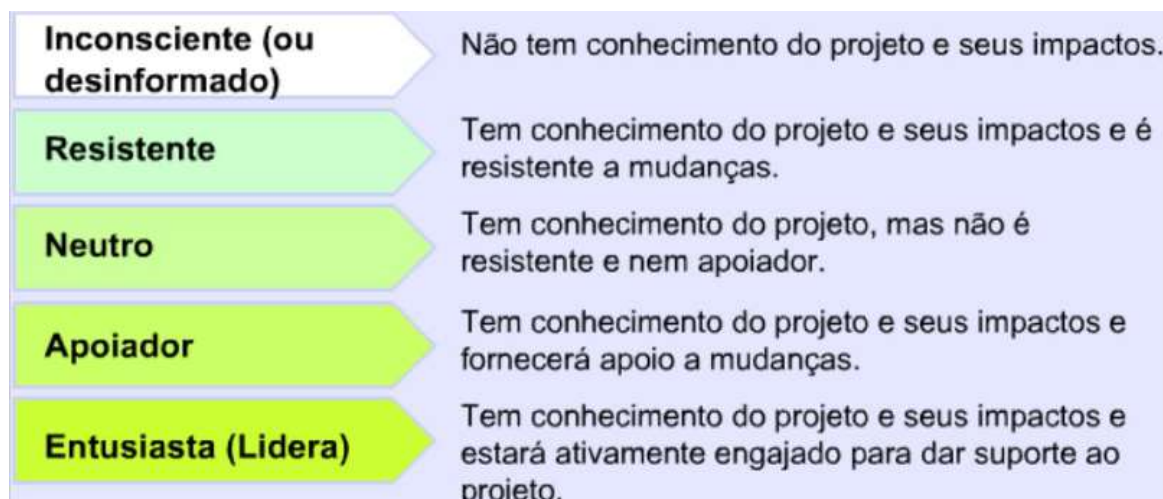 Inconsciente (ou
desinformado)
Não tem conhecimento do projeto e seus impactos.
Resistente
Tem conhecimento do projeto e seus impactos e é
resistente a mudanças.
Neutro
Tem conhecimento do projeto, mas não é
resistente e nem apoiador.
Apoiador
Tem conhecimento do projeto e seus impactos e
fornecerá apoio a mudanças.
Entusiasta (Lidera)
Tem conhecimento do projeto e seus impactos e
estará ativamente engajado para dar suporte ao
projeto.